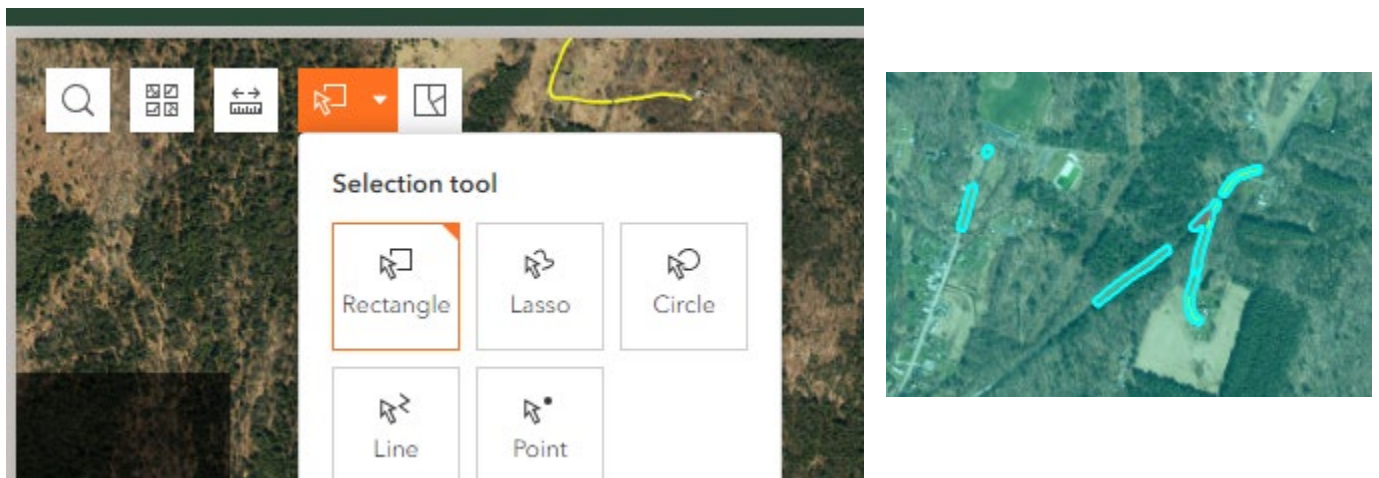 Selection tool
Rectangle
Lasso
Circle
Line
Point